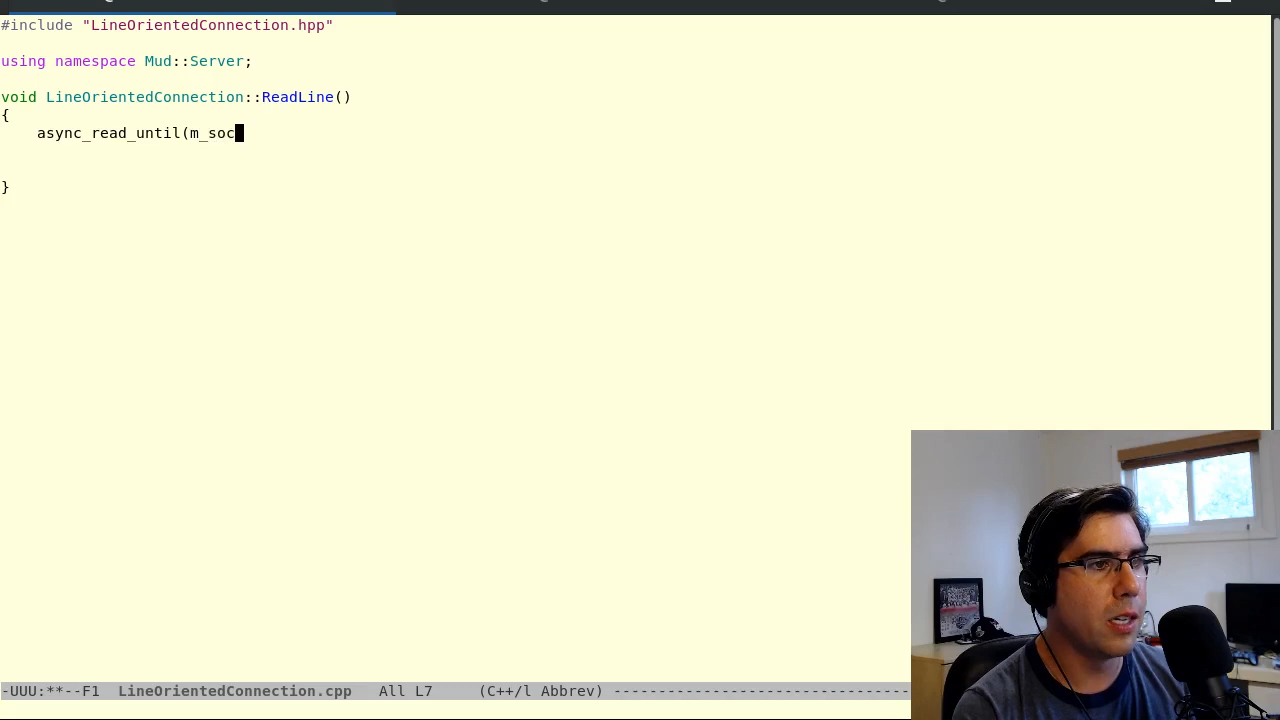 #include "LineOrientedConnection.hpp"
using namespace Mud::Server;
void LineOrientedConnection::ReadLine()
{
    async_read_until(m_soc
}
-UUU:**--F1  LineOrientedConnection.cpp   All L7     (C++/l Abbrev) ---------------------------------